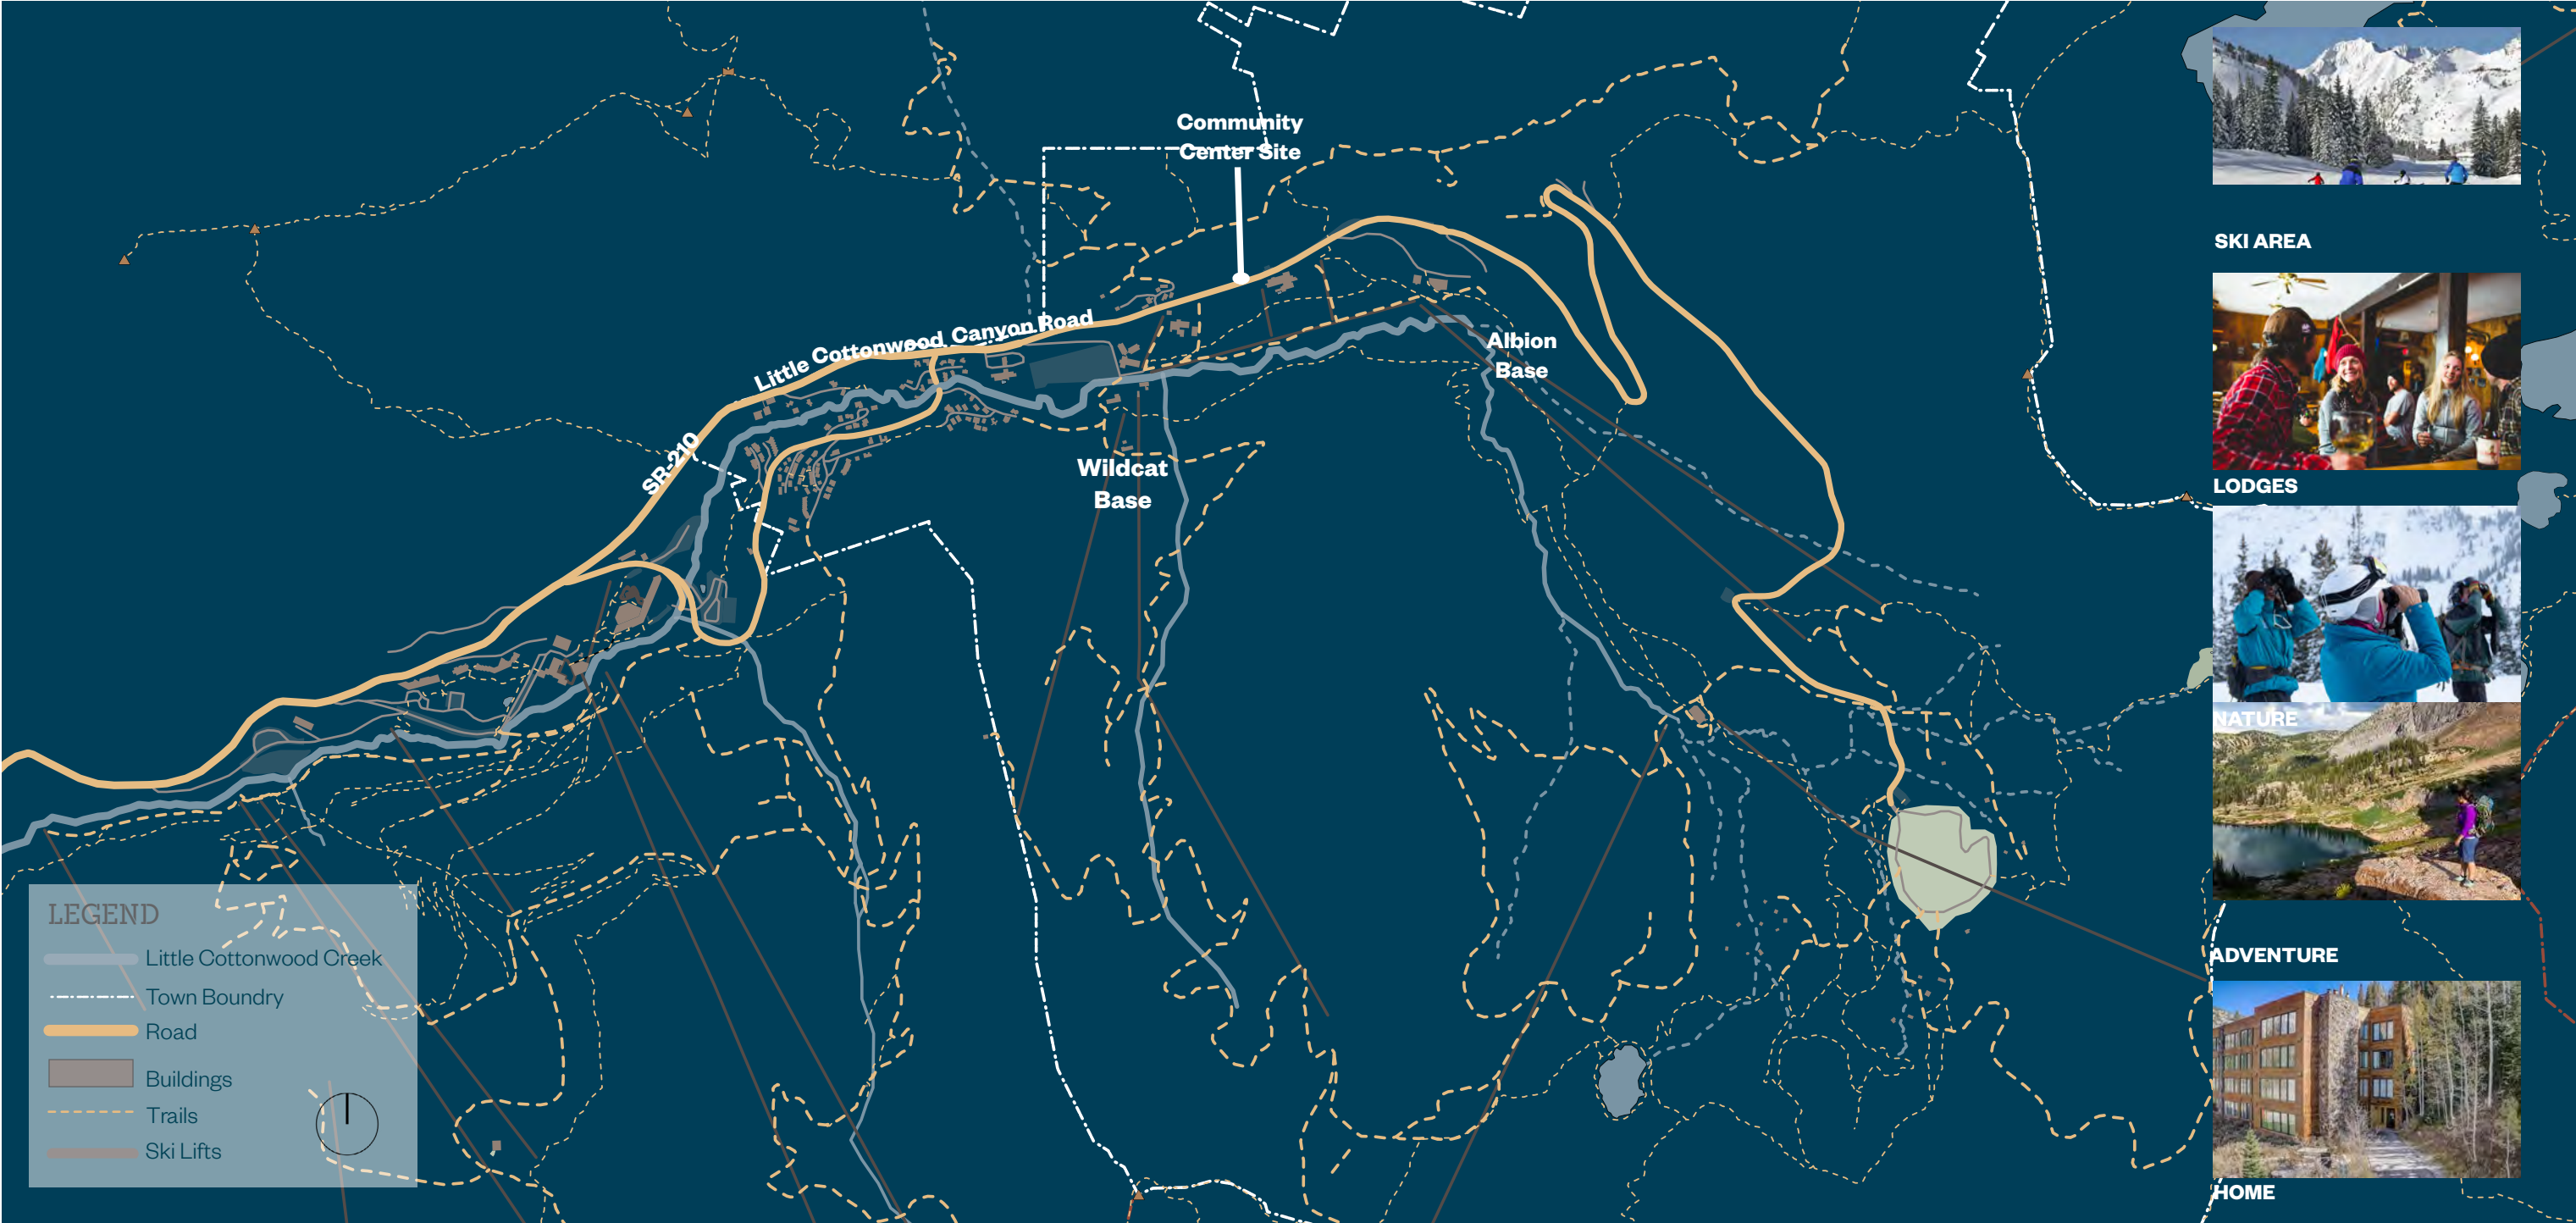 Community
Center Site
Little Cottonwood Canyon Road
SR-210
Albion
Base
Wildcat
Base
SKI AREA
LODGES
NATURE
ADVENTURE
HOME
LEGEND
Little Cottonwood Creek
Town Boundry
Road
Buildings
Trails
Ski Lifts